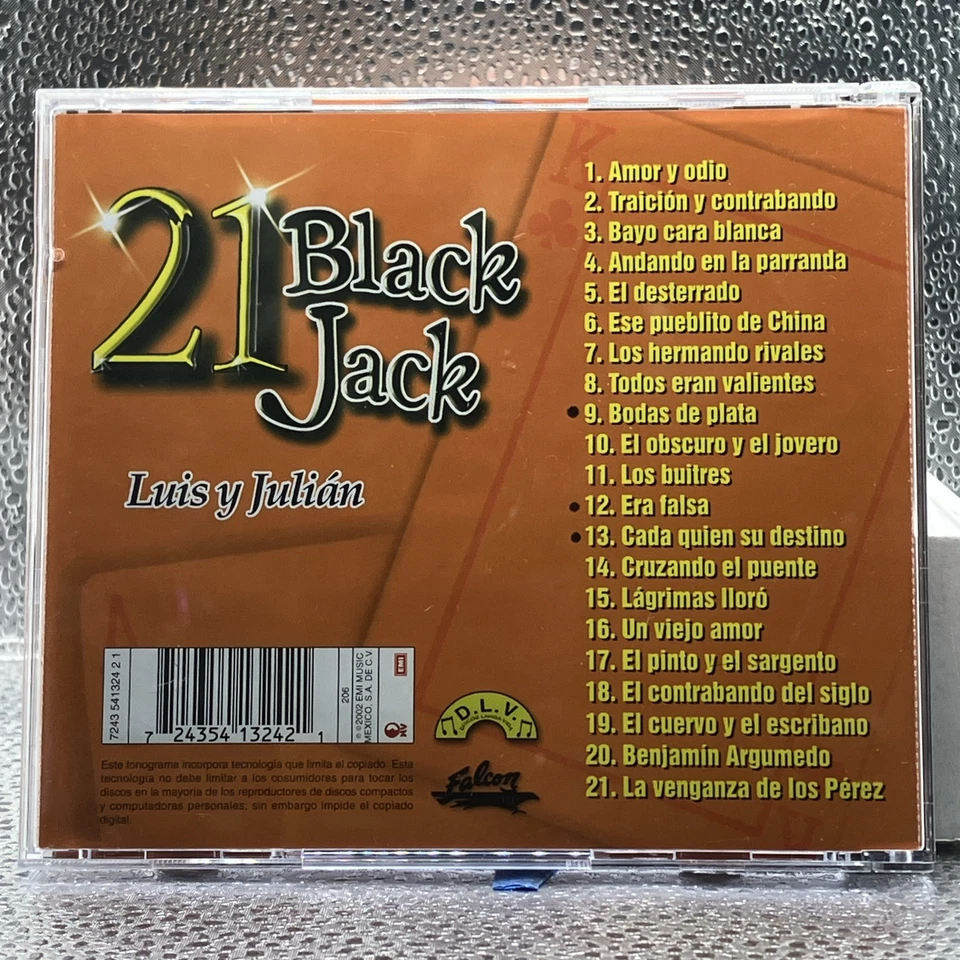 21 Black
Jack
Luis y Julián
1. Amor y odio
2. Traición y contrabando
3. Bayo cara blanca
4. Andando en la parranda
5. El desterrado
6. Ese pueblito de China
7. Los hermando rivales
8. Todos eran valientes
9. Bodas de plata
10. El obscuro y el jovero
11. Los buitres
12. Era falsa
13. Cada quien su destino
14. Cruzando el puente
15. Lágrimas lloró
16. Un viejo amor
17. El pinto y el sargento
18. El contrabando del siglo
19. El cuervo y el escribano
20. Benjamín Argumedo
21. La venganza de los Pérez
7243 541324 2 1
7 24354 13242 1
206
℗ © 2002 EMI MUSIC
MEXICO, S.A. DE C.V.
EMI
Este fonograma incorpora tecnología que limita el copiado. Esta
tecnología no debe limitar a los cosumidores para tocar los
discos en la mayoria de los reproductores de discos compactos
y computadoras personales; sin embargo impide el copiado
digital.
D.L.V.
Falcon
K
A